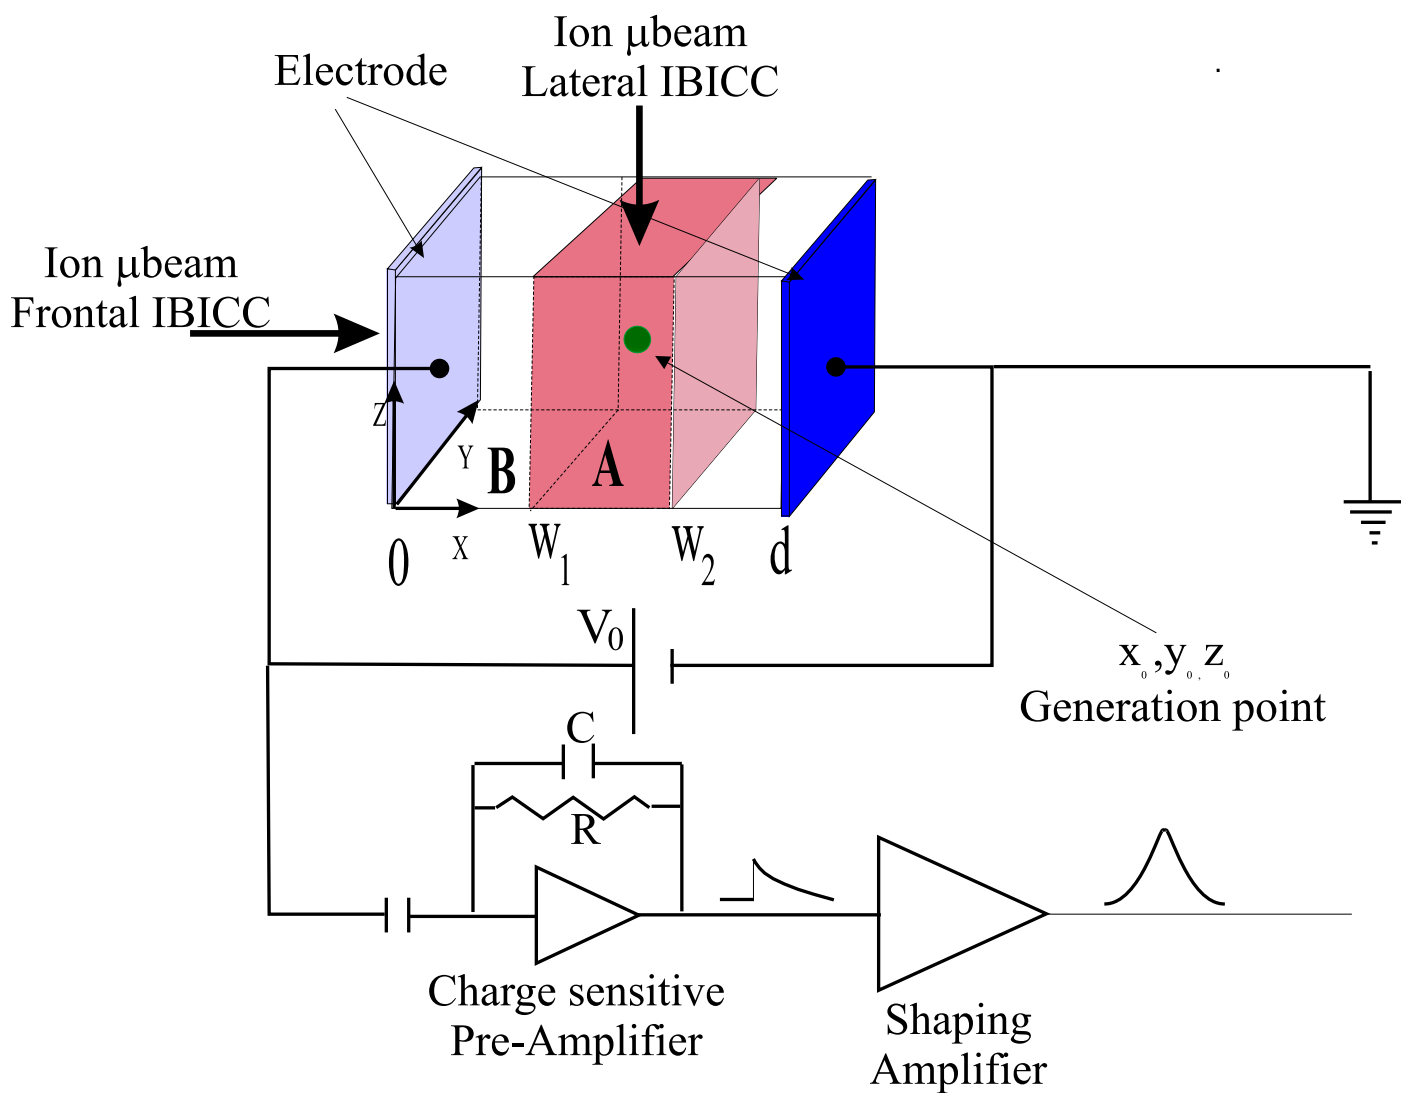 Ion μbeam
Lateral IBICC
Electrode
Ion μbeam
Frontal IBICC
Z
Y
B
A
X
0
W1
W2
d
V0
x0,y0,z0
Generation point
C
R
Charge sensitive
Pre-Amplifier
Shaping
Amplifier